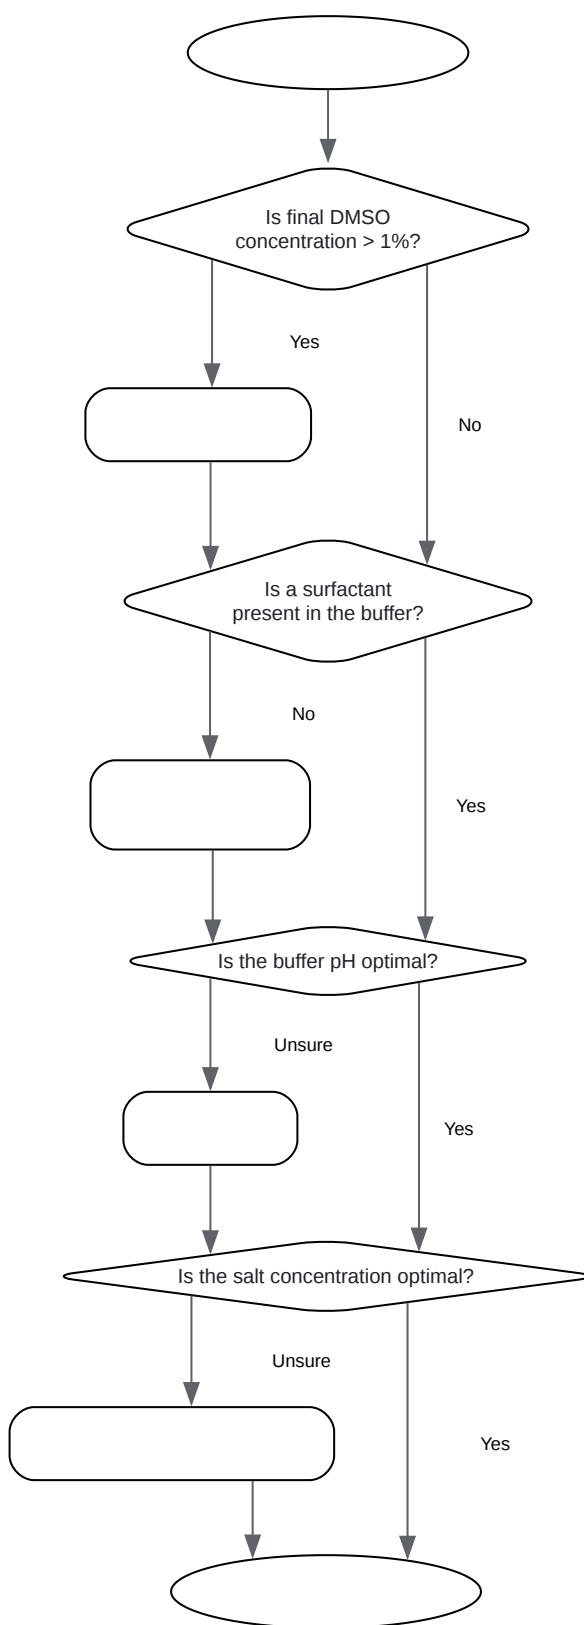 Is final DMSO
concentration > 1%?
Yes
No
Is a surfactant
present in the buffer?
No
Yes
Is the buffer pH optimal?
Unsure
Yes
Is the salt concentration optimal?
Unsure
Yes